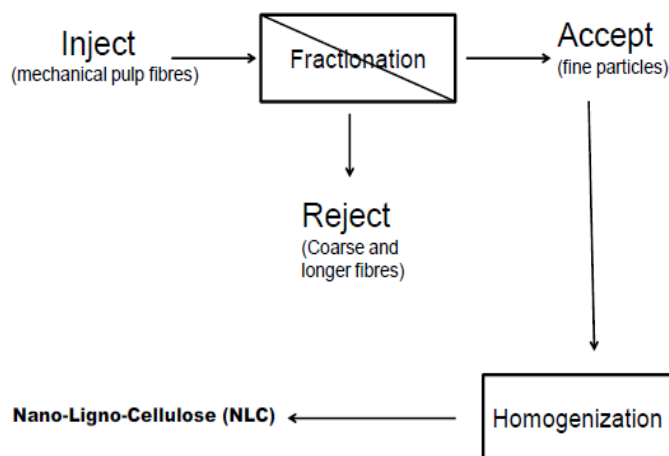 Inject
(mechanical pulp fibres)
Fractionation
Accept
(fine particles)
Reject
(Coarse and
longer fibres)
Homogenization
Nano-Ligno-Cellulose (NLC)